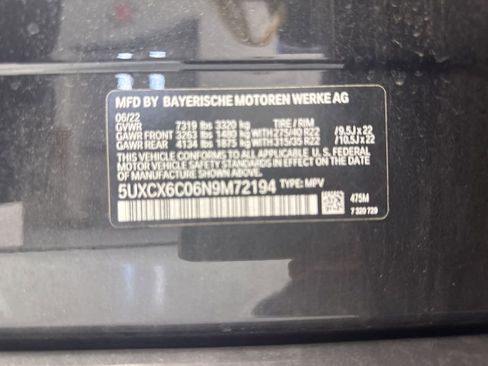 MFD BY BAYERISCHE MOTOREN WERKE AG
06/22
GVWR 7319 lbs 3320 kg TIRE / RIM
GAWR FRONT 3263 lbs 1480 kg WITH 275/40 R22 / 9.5J x 22
GAWR REAR 4134 lbs 1875 kg WITH 315/35 R22 / 10.5J x 22
THIS VEHICLE CONFORMS TO ALL APPLICABLE U.S. FEDERAL
MOTOR VEHICLE SAFETY STANDARDS IN EFFECT ON THE DATE
OF MANUFACTURE SHOWN ABOVE.
5UXCX6C06N9M72194 TYPE: MPV
475M
7 320 720